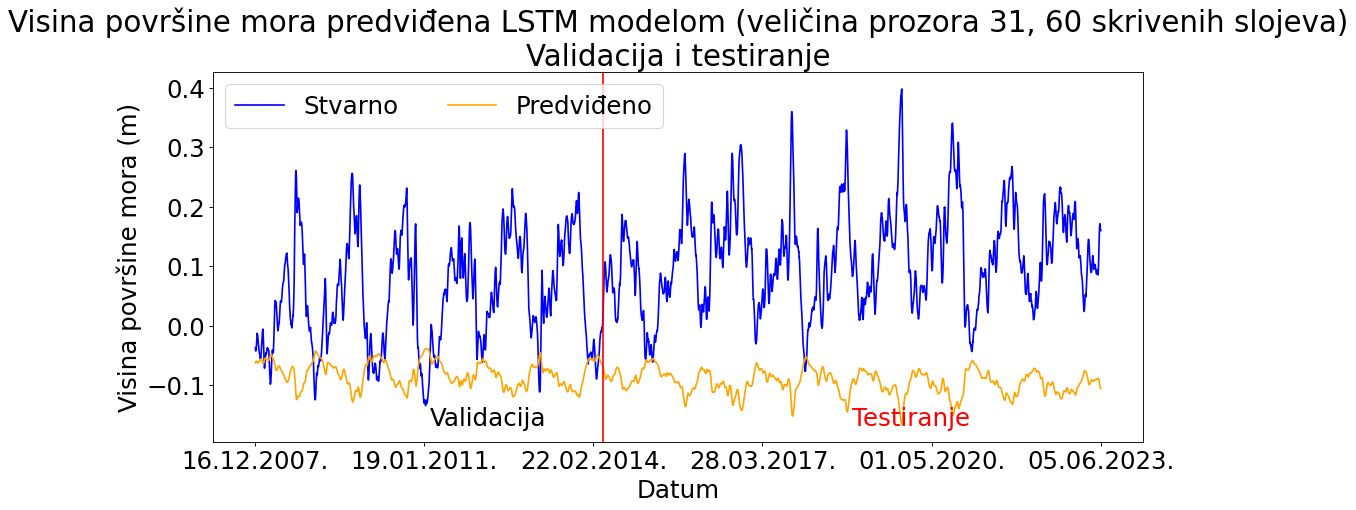 Visina površine mora predviđena LSTM modelom (veličina prozora 31, 60 skrivenih slojeva)
Validacija i testiranje
Stvarno
Predviđeno
Visina površine mora (m)
0.4
0.3
0.2
0.1
0.0
−0.1
Validacija
Testiranje
16.12.2007.
19.01.2011.
22.02.2014.
28.03.2017.
01.05.2020.
05.06.2023.
Datum